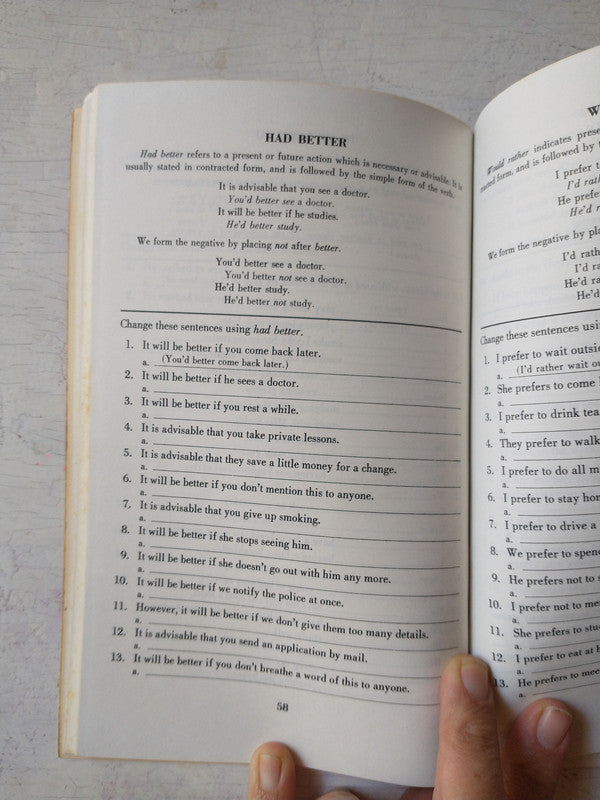 HAD BETTER
Had better refers to a present or future action which is necessary or advisable. It is
usually stated in contracted form, and is followed by the simple form of the verb.
It is advisable that you see a doctor.
You'd better see a doctor.
It will be better if he studies.
He'd better study.
We form the negative by placing not after better.
You'd better see a doctor.
You'd better not see a doctor.
He'd better study.
He'd better not study.
Change these sentences using had better.
1. It will be better if you come back later.
a. (You'd better come back later.)
2. It will be better if he sees a doctor.
a.
3. It will be better if you rest a while.
a.
4. It is advisable that you take private lessons.
a.
5. It is advisable that they save a little money for a change.
a.
6. It will be better if you don't mention this to anyone.
a.
7. It is advisable that you give up smoking.
a.
8. It will be better if she stops seeing him.
a.
9. It will be better if she doesn't go out with him any more.
a.
10. It will be better if we notify the police at once.
a.
11. However, it will be better if we don't give them too many details.
a.
12. It is advisable that you send an application by mail.
a.
13. It will be better if you don't breathe a word of this to anyone.
a.
58
Would rather indicates
form, and is followed by
I prefer
I'd
He
He'd
We form the negative by
I'd
I'd
He'd
He'd
Change these sentences
1. I prefer to wait
a. (I'd rather wait
2. She prefers to come
a.
3. I prefer to drink tea
a.
4. They prefer to walk
a.
5. I prefer to do all
a.
6. I prefer to stay
a.
7. I prefer to drive a
a.
8. We prefer to
a.
9. He prefers not to
a.
10. I prefer not to
a.
11. She prefers to
a.
12. I prefer to eat at
a.
13. He prefers to
a.